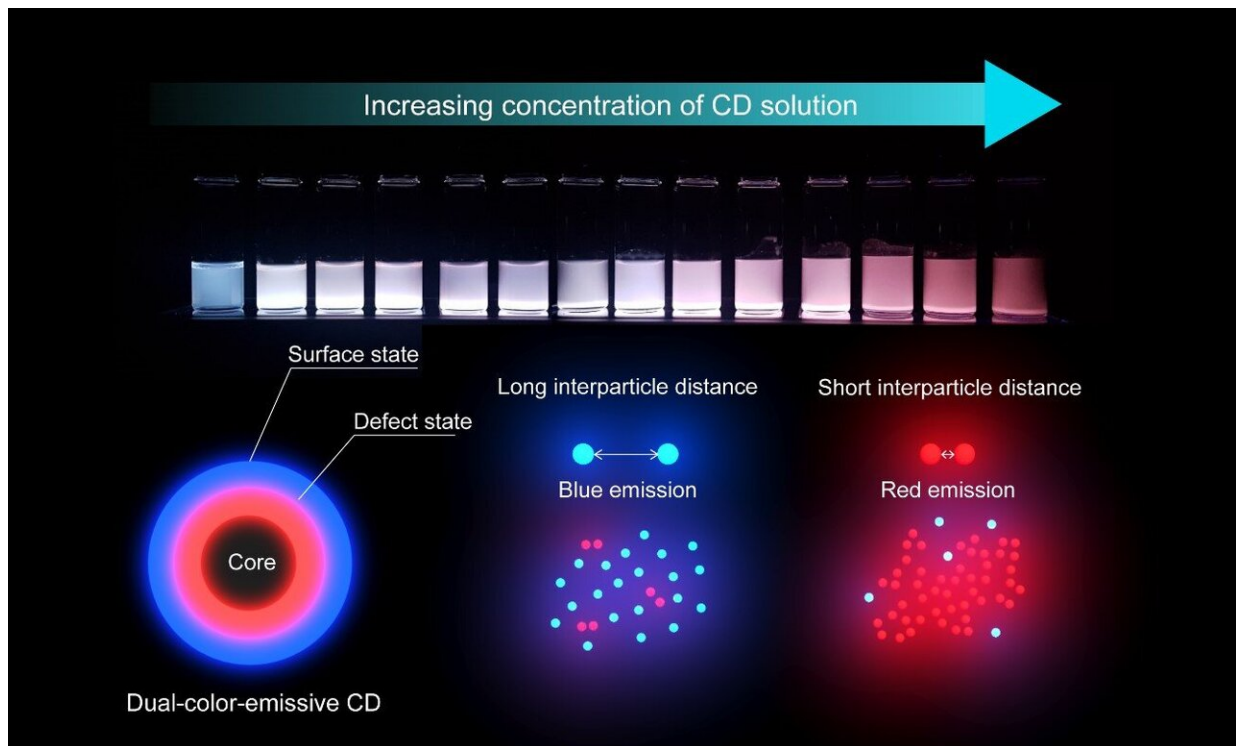 Increasing concentration of CD solution
Surface state
Defect state
Core
Dual-color-emissive CD
Long interparticle distance
Blue emission
Short interparticle distance
Red emission